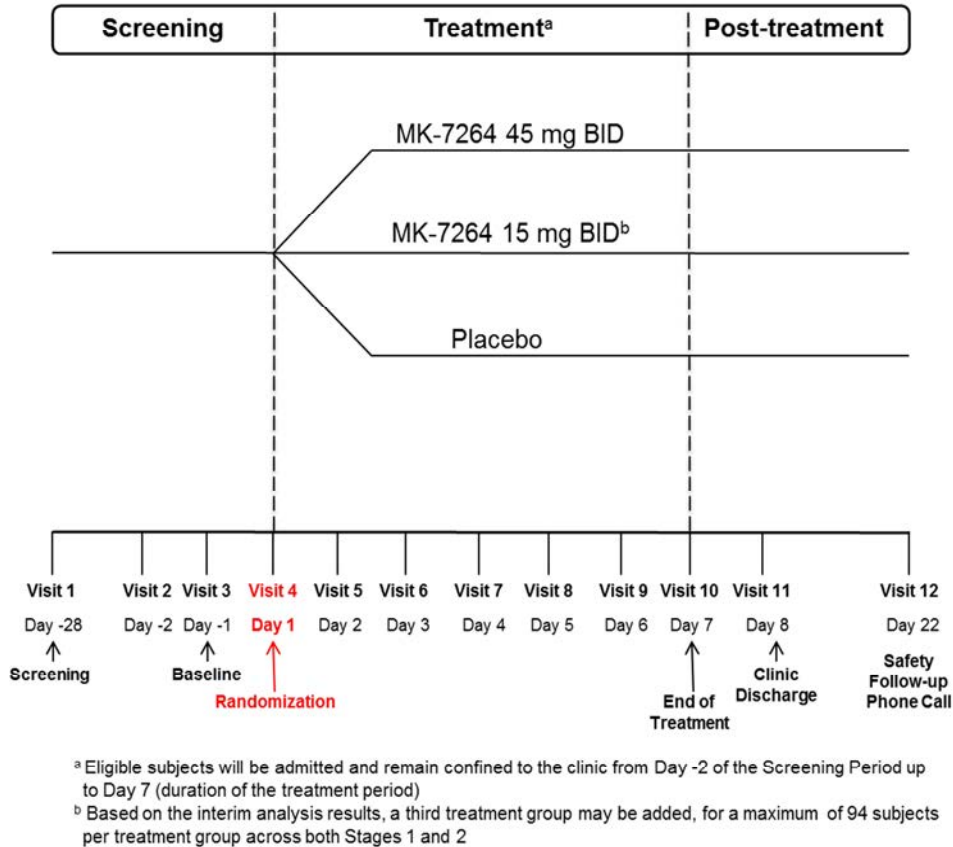 Screening Treatmentᵃ Post-treatment
MK-7264 45 mg BID
MK-7264 15 mg BIDᵇ
Placebo
Visit 1 Visit 2 Visit 3 Visit 4 Visit 5 Visit 6 Visit 7 Visit 8 Visit 9 Visit 10 Visit 11 Visit 12
Day -28 Day -2 Day -1 Day 1 Day 2 Day 3 Day 4 Day 5 Day 6 Day 7 Day 8 Day 22
Screening Baseline Randomization End of Treatment Clinic Discharge Safety Follow-up Phone Call
ᵃ Eligible subjects will be admitted and remain confined to the clinic from Day -2 of the Screening Period up
to Day 7 (duration of the treatment period)
ᵇ Based on the interim analysis results, a third treatment group may be added, for a maximum of 94 subjects
per treatment group across both Stages 1 and 2